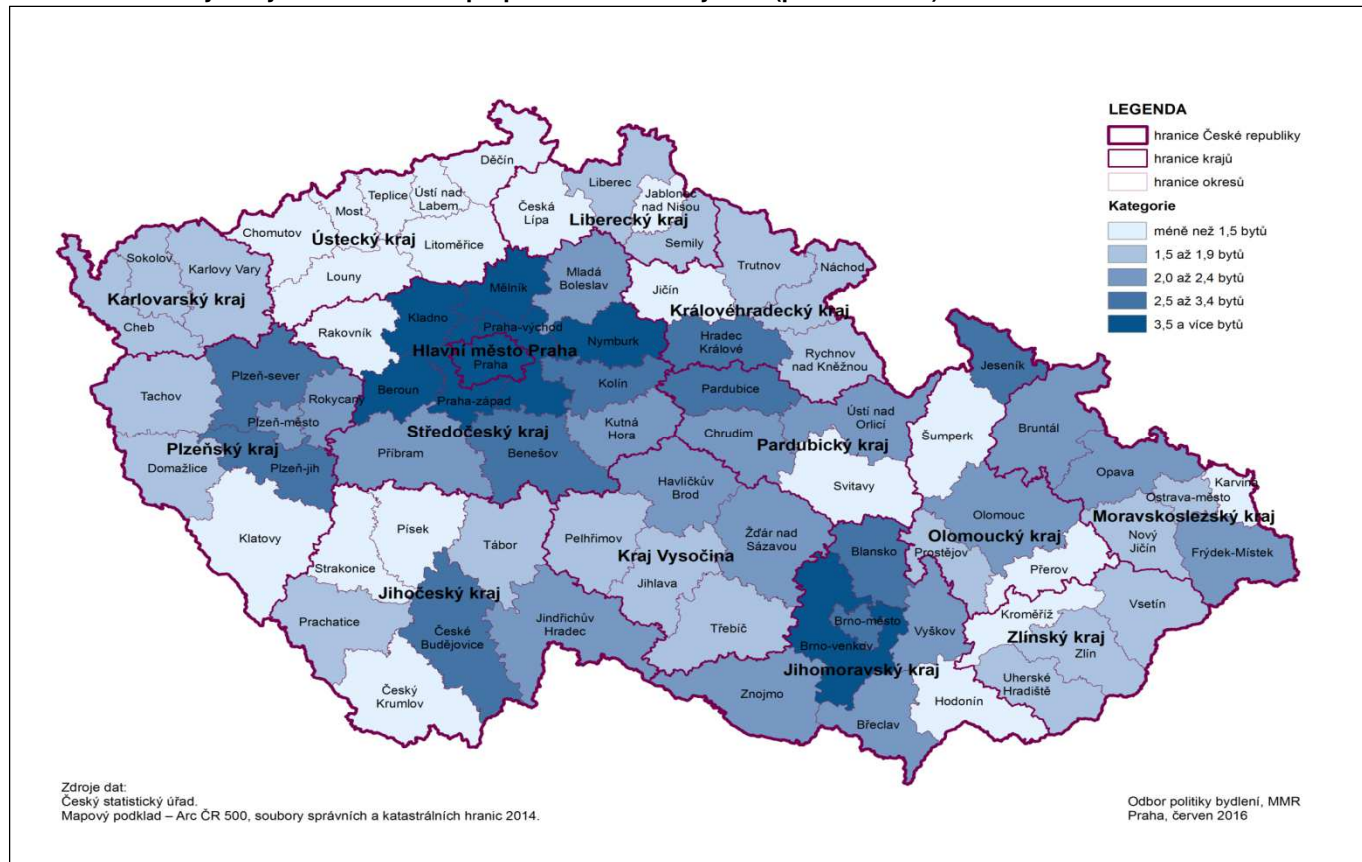 LEGENDA
hranice České republiky
hranice krajů
hranice okresů
Kategorie
méně než 1,5 bytů
1,5 až 1,9 bytů
2,0 až 2,4 bytů
2,5 až 3,4 bytů
3,5 a více bytů
Děčín
Liberec
Jablonec
nad Nisou
Teplice
Ústí nad
Labem
Most
Česká
Lípa
Liberecký kraj
Chomutov
Ústecký kraj
Litoměřice
Semily
Sokolov
Karlovy Vary
Louny
Mladá
Boleslav
Trutnov
Náchod
Karlovarský kraj
Mělník
Jičín
Královéhradecký kraj
Cheb
Rakovník
Kladno
Praha-východ
Nymburk
Hradec
Králové
Rychnov
nad Kněžnou
Hlavní město Praha
Praha
Jeseník
Plzeň-sever
Tachov
Rokycany
Beroun
Praha-západ
Kolín
Pardubice
Plzeň-město
Kutná
Hora
Ústí nad
Orlicí
Šumperk
Bruntál
Středočeský kraj
Chrudim
Pardubický kraj
Plzeňský kraj
Domažlice
Plzeň-jih
Příbram
Benešov
Opava
Svitavy
Karviná
Havlíčkův
Brod
Ostrava-město
Moravskoslezský kraj
Klatovy
Písek
Tábor
Pelhřimov
Žďár nad
Sázavou
Olomouc
Olomoucký kraj
Nový
Jičín
Frýdek-Místek
Kraj Vysočina
Blansko
Prostějov
Přerov
Strakonice
Jihočeský kraj
Jihlava
Vsetín
Prachatice
České
Budějovice
Jindřichův
Hradec
Třebíč
Brno-město
Vyškov
Kroměříž
Zlínský kraj
Zlín
Brno-venkov
Jihomoravský kraj
Uherské
Hradiště
Český
Krumlov
Znojmo
Břeclav
Hodonín
Zdroje dat:
Český statistický úřad.
Mapový podklad – Arc ČR 500, soubory správních a katastrálních hranic 2014.
Odbor politiky bydlení, MMR
Praha, červen 2016